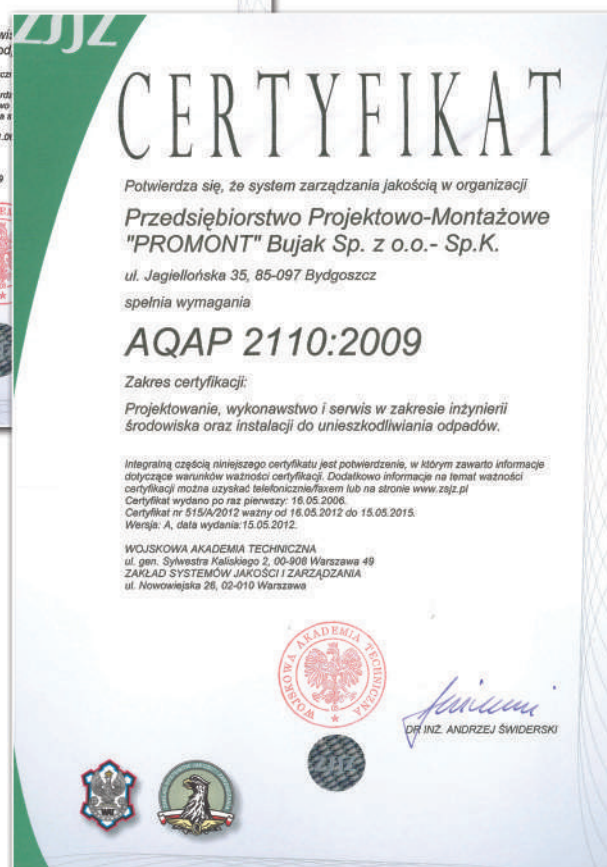 ZSJZ
CERTYFIKAT
Potwierdza się, że system zarządzania jakością w organizacji
Przedsiębiorstwo Projektowo-Montażowe
"PROMONT" Bujak Sp. z o.o.- Sp.K.
ul. Jagiellońska 35, 85-097 Bydgoszcz
spełnia wymagania
AQAP 2110:2009
Zakres certyfikacji:
Projektowanie, wykonawstwo i serwis w zakresie inżynierii
środowiska oraz instalacji do unieszkodliwiania odpadów.
Integralną częścią niniejszego certyfikatu jest potwierdzenie, w którym zawarto informacje
dotyczące warunków ważności certyfikacji. Dodatkowo informacje na temat ważności
certyfikacji można uzyskać telefonicznie/faxem lub na stronie www.zsjz.pl
Certyfikat wydano po raz pierwszy: 16.05.2006.
Certyfikat nr 515/A/2012 ważny od 16.05.2012 do 15.05.2015.
Wersja: A, data wydania:15.05.2012.
WOJSKOWA AKADEMIA TECHNICZNA
ul. gen. Sylwestra Kaliskiego 2, 00-908 Warszawa 49
ZAKŁAD SYSTEMÓW JAKOŚCI I ZARZĄDZANIA
ul. Nowowiejska 26, 02-010 Warszawa
WOJSKOWA AKADEMIA TECHNICZNA
DR INŻ. ANDRZEJ ŚWIDERSKI
ZSJZ